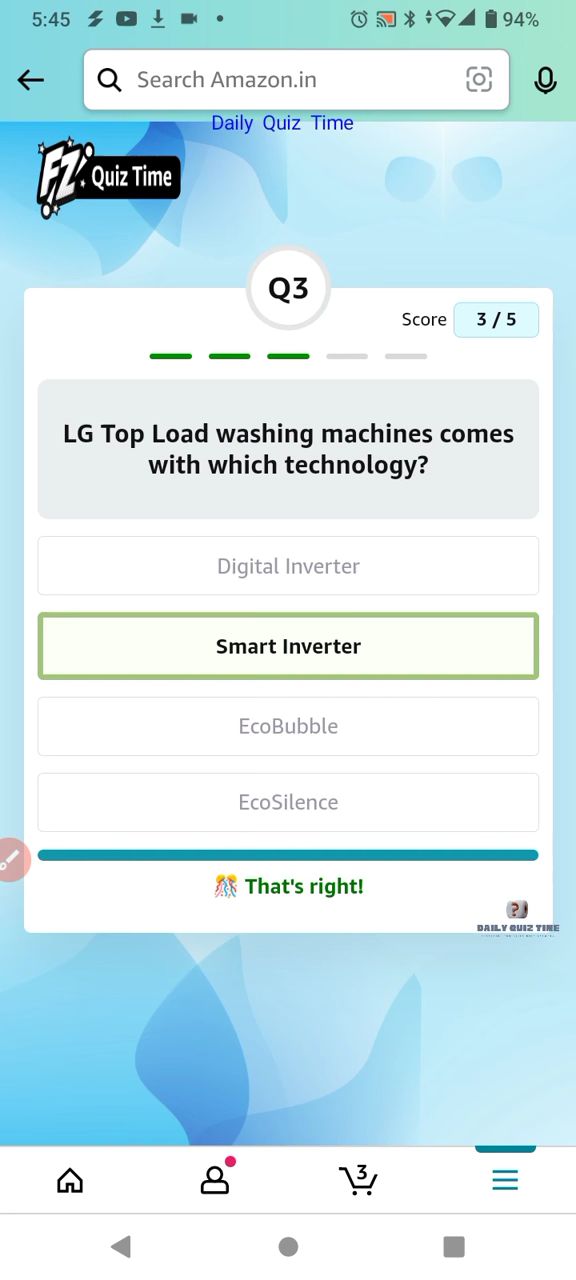 5:45
94%
Search Amazon.in
Daily Quiz Time
FZ Quiz Time
Q3
Score 3 / 5
LG Top Load washing machines comes
with which technology?
Digital Inverter
Smart Inverter
EcoBubble
EcoSilence
🎊 That's right!
?
DAILY QUIZ TIME
3